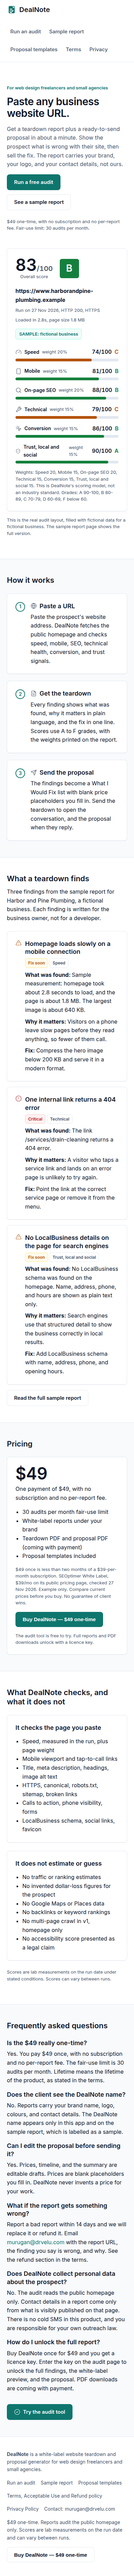 DealNote
Run an audit
Sample report
Proposal templates
Terms
Privacy
For web design freelancers and small agencies
Paste any business
website URL.
Get a teardown report plus a ready-to-send
proposal in about a minute. Show the
prospect what is wrong with their site, then
sell the fix. The report carries your brand,
your logo, and your contact details, not ours.
Run a free audit
See a sample report
$49 one-time, with no subscription and no per-report
fee. Fair-use limit: 30 audits per month.
83/100
Overall score
B
https://www.harborandpine-
plumbing.example
Run on 27 Nov 2026, HTTP 200, HTTPS
Loaded in 2.8s, page size 1.8 MB
SAMPLE: fictional business
Speed weight 20%
74/100 C
Mobile weight 15%
81/100 B
On-page SEO weight 20%
88/100 B
Technical weight 15%
79/100 C
Conversion weight 15%
86/100 B
Trust, local and
social
weight
15%
90/100 A
Weights: Speed 20, Mobile 15, On-page SEO 20,
Technical 15, Conversion 15, Trust, local and
social 15. This is DealNote's scoring model, not
an industry standard. Grades: A 90-100, B 80-
89, C 70-79, D 60-69, F below 60.
This is the real audit layout, filled with fictional data for a
fictional business. The sample report page shows the
full version.
How it works
1
Paste a URL
Paste the prospect's website
address. DealNote fetches the
public homepage and checks
speed, mobile, SEO, technical
health, conversion, and trust
signals.
2
Get the teardown
Every finding shows what was
found, why it matters in plain
language, and the fix in one line.
Scores use A to F grades, with
the weights printed on the report.
3
Send the proposal
The findings become a What I
Would Fix list with blank price
placeholders you fill in. Send the
teardown to open the
conversation, and the proposal
when they reply.
What a teardown finds
Three findings from the sample report for
Harbor and Pine Plumbing, a fictional
business. Each finding is written for the
business owner, not for a developer.
Homepage loads slowly on a
mobile connection
Fix soon
Speed
What was found: Sample
measurement: homepage took
about 2.8 seconds to load, and the
page is about 1.8 MB. The largest
image is about 640 KB.
Why it matters: Visitors on a phone
leave slow pages before they read
anything, so fewer of them call.
Fix: Compress the hero image
below 200 KB and serve it in a
modern format.
One internal link returns a 404
error
Critical
Technical
What was found: The link
/services/drain-cleaning returns a
404 error.
Why it matters: A visitor who taps
a service link and lands on an error
page is unlikely to try again.
Fix: Point the link at the correct
service page or remove it from the
menu.
No LocalBusiness details on
the page for search engines
Fix soon
Trust, local and social
What was found: No LocalBusiness
schema was found on the
homepage. Name, address, phone,
and hours are shown as plain text
only.
Why it matters: Search engines
use that structured detail to show
the business correctly in local
results.
Fix: Add LocalBusiness schema
with name, address, phone, and
opening hours.
Read the full sample report
Pricing
$49
One payment of $49, with no
subscription and no per-report fee.
30 audits per month fair-use limit
White-label reports under your
brand
Teardown PDF and proposal PDF
(coming with payment)
Proposal templates included
Buy DealNote — $49 one-time
The audit tool is free to try. Full reports and PDF
downloads unlock with a licence key.
What DealNote checks, and
what it does not
It checks the page you paste
Speed, measured in the run, plus
page weight
Mobile viewport and tap-to-call links
Title, meta description, headings,
image alt text
HTTPS, canonical, robots.txt,
sitemap, broken links
Calls to action, phone visibility,
forms
LocalBusiness schema, social links,
favicon
It does not estimate or guess
No traffic or ranking estimates
No invented dollar-loss figures for
the prospect
No Google Maps or Places data
No backlinks or keyword rankings
No multi-page crawl in v1,
homepage only
No accessibility score presented as
a legal claim
Scores are lab measurements on the run date under
stated conditions. Scores can vary between runs.
Frequently asked questions
Is the $49 really one-time?
Yes. You pay $49 once, with no subscription
and no per-report fee. The fair-use limit is 30
audits per month. Lifetime means the lifetime
of the product, as stated in the terms.
Does the client see the DealNote name?
No. Reports carry your brand name, logo,
colours, and contact details. The DealNote
name appears only in this app and on the
sample report, which is labelled as a sample.
Can I edit the proposal before sending
it?
Yes. Prices, timeline, and the summary are
editable drafts. Prices are blank placeholders
you fill in. DealNote never invents a price for
your work.
What if the report gets something
wrong?
Report a bad report within 14 days and we will
replace it or refund it. Email
murugan@drvelu.com with the report URL,
the finding you say is wrong, and why. See
the refund section in the terms.
Does DealNote collect personal data
about the prospect?
No. The audit reads the public homepage
only. Contact details in a report come only
from what is visibly published on that page.
There is no cold SMS in this product, and you
are responsible for your own outreach law.
How do I unlock the full report?
Buy DealNote once for $49 and you get a
licence key. Enter the key on the audit page to
unlock the full findings, the white-label
preview, and the proposal. PDF downloads
are coming with payment.
Try the audit tool
DealNote is a white-label website teardown and
proposal generator for web design freelancers and
small agencies.
Run an audit
Sample report
Proposal templates
Terms, Acceptable Use and Refund policy
Privacy Policy
Contact: murugan@drvelu.com
$49 one-time. Reports audit the public homepage
only. Scores are lab measurements on the run date
and can vary between runs.
Buy DealNote — $49 one-time